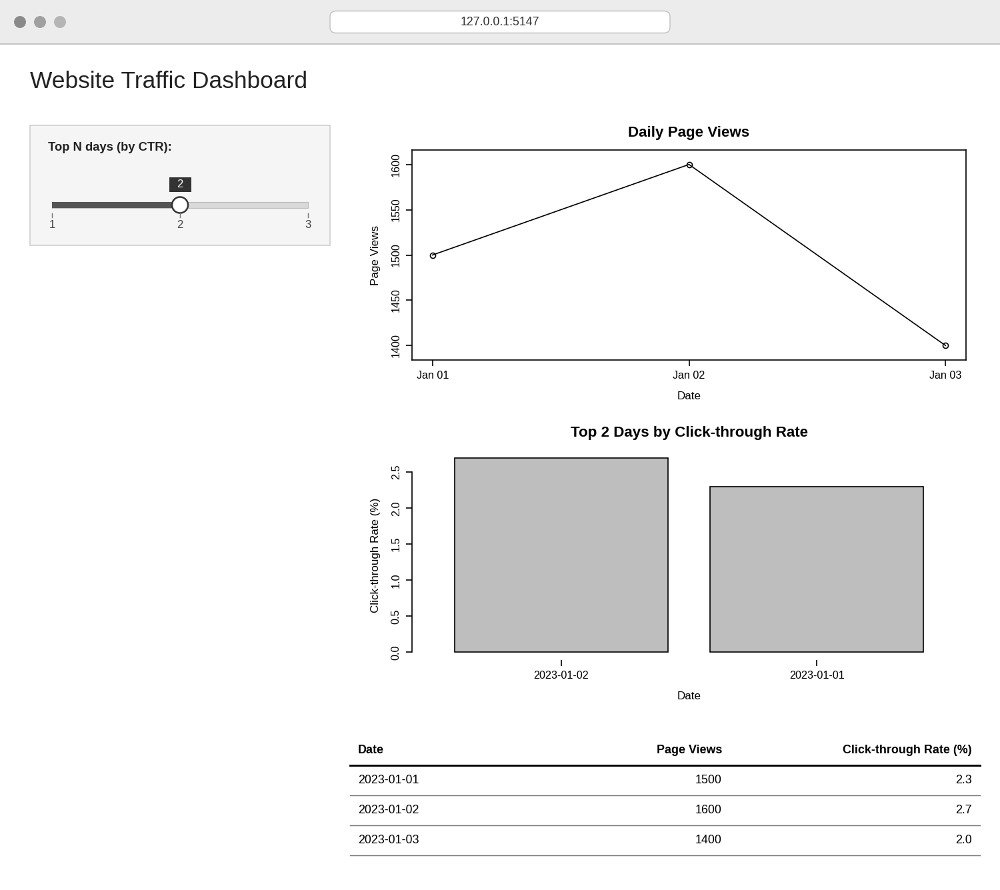 127.0.0.1:5147
Website Traffic Dashboard
Top N days (by CTR):
2
1 2 3
Daily Page Views
Page Views
1600
1550
1500
1450
1400
Jan 01 Jan 02 Jan 03
Date
Top 2 Days by Click-through Rate
Click-through Rate (%)
2.5
2.0
1.5
1.0
0.5
0.0
2023-01-02 2023-01-01
Date
Date Page Views Click-through Rate (%)
2023-01-01 1500 2.3
2023-01-02 1600 2.7
2023-01-03 1400 2.0